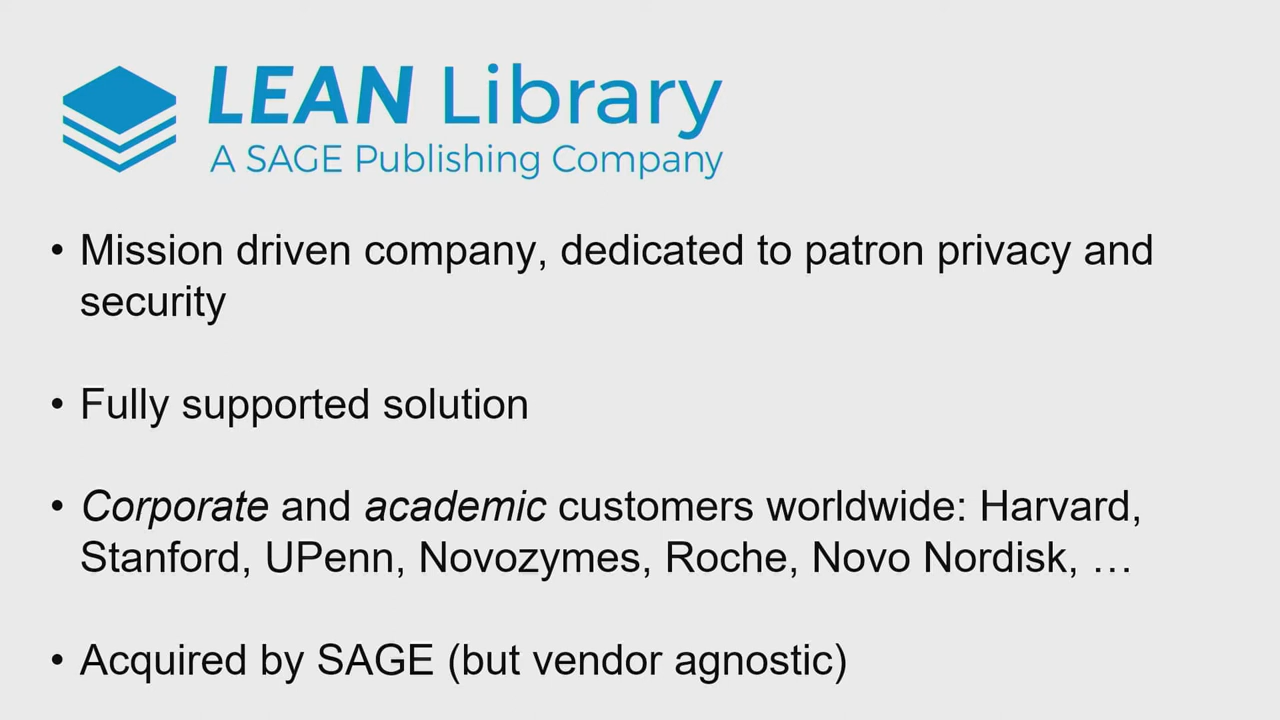 LEAN Library
A SAGE Publishing Company
• Mission driven company, dedicated to patron privacy and
security
• Fully supported solution
• Corporate and academic customers worldwide: Harvard,
Stanford, UPenn, Novozymes, Roche, Novo Nordisk, …
• Acquired by SAGE (but vendor agnostic)